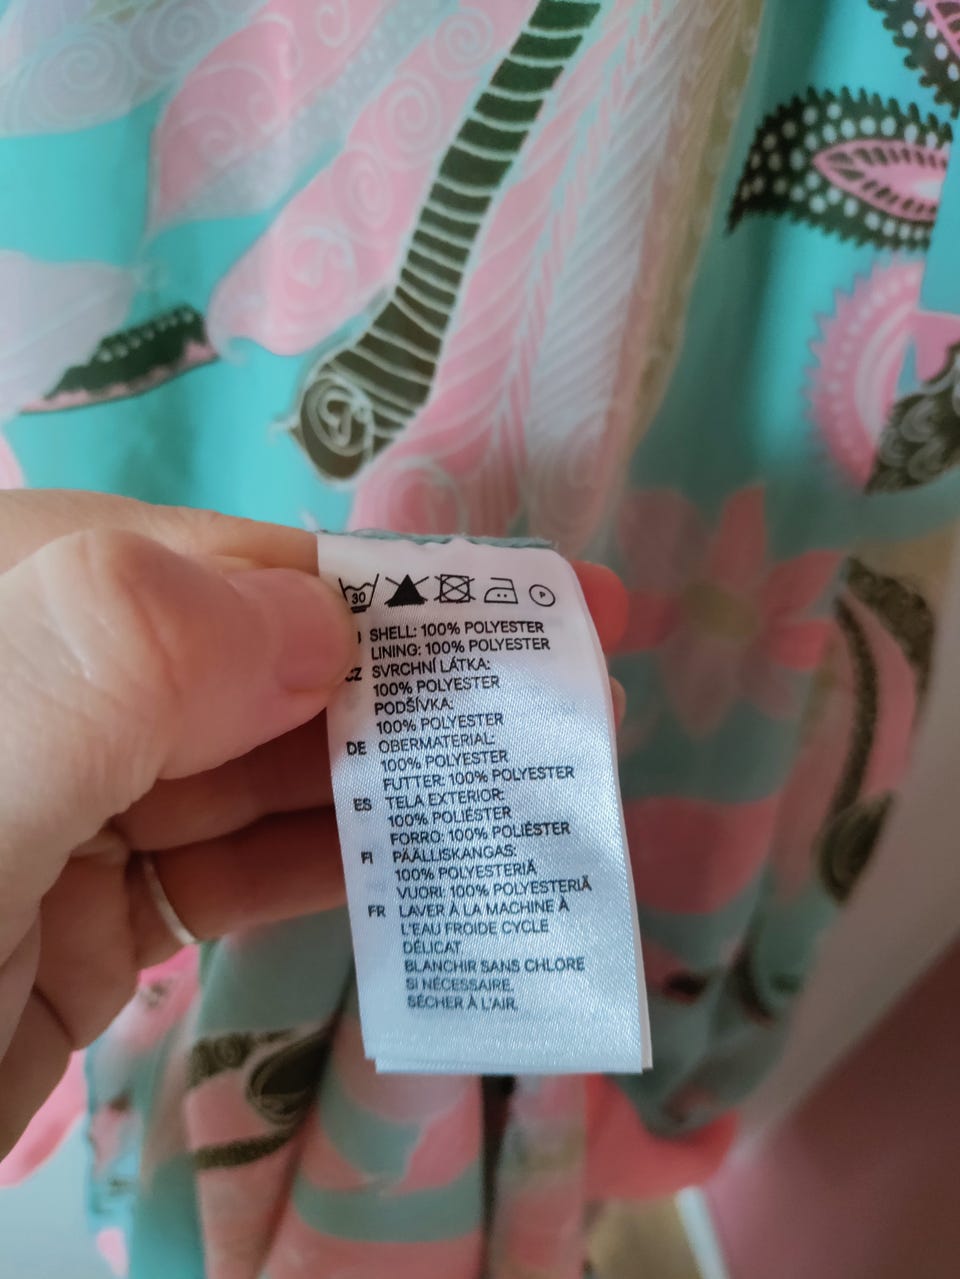 30 P
SHELL: 100% POLYESTER
LINING: 100% POLYESTER
CZ SVRCHNÍ LÁTKA:
100% POLYESTER
PODŠÍVKA:
100% POLYESTER
DE OBERMATERIAL:
100% POLYESTER
FUTTER: 100% POLYESTER
ES TELA EXTERIOR:
100% POLIÉSTER
FORRO: 100% POLIÉSTER
FI PÄÄLLISKANGAS:
100% POLYESTERIÄ
VUORI: 100% POLYESTERIÄ
FR LAVER À LA MACHINE À
L'EAU FROIDE CYCLE
DÉLICAT
BLANCHIR SANS CHLORE
SI NÉCESSAIRE.
SÉCHER À L'AIR.